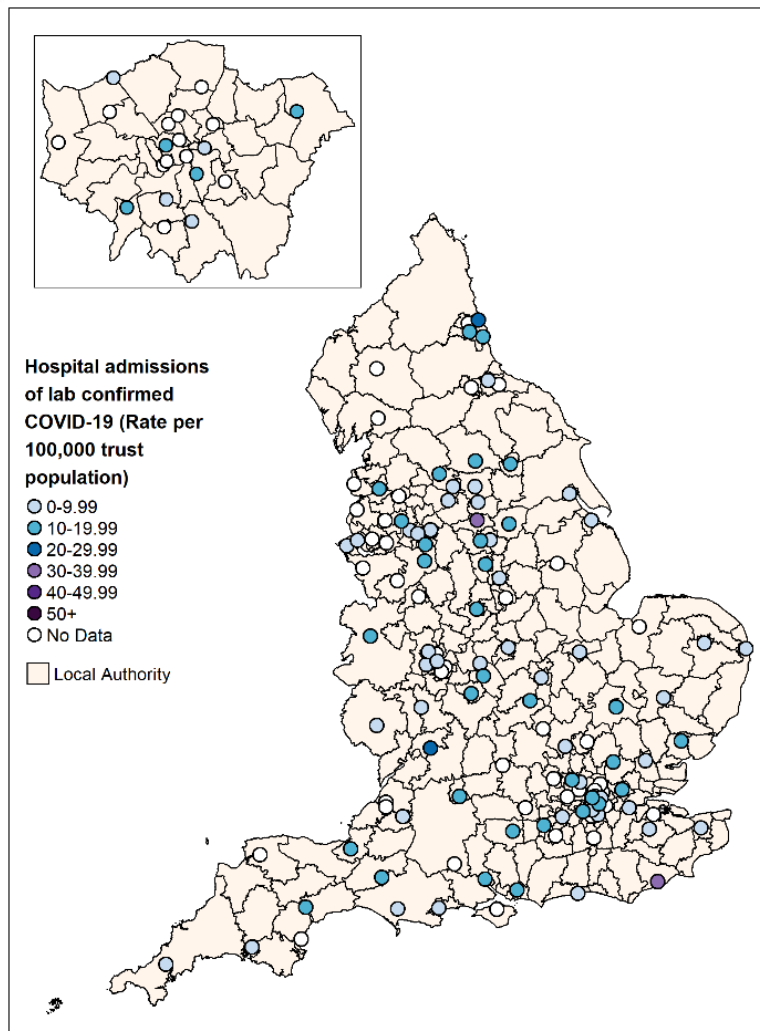 Hospital admissions
of lab confirmed
COVID-19 (Rate per
100,000 trust
population)
0-9.99
10-19.99
20-29.99
30-39.99
40-49.99
50+
No Data
Local Authority